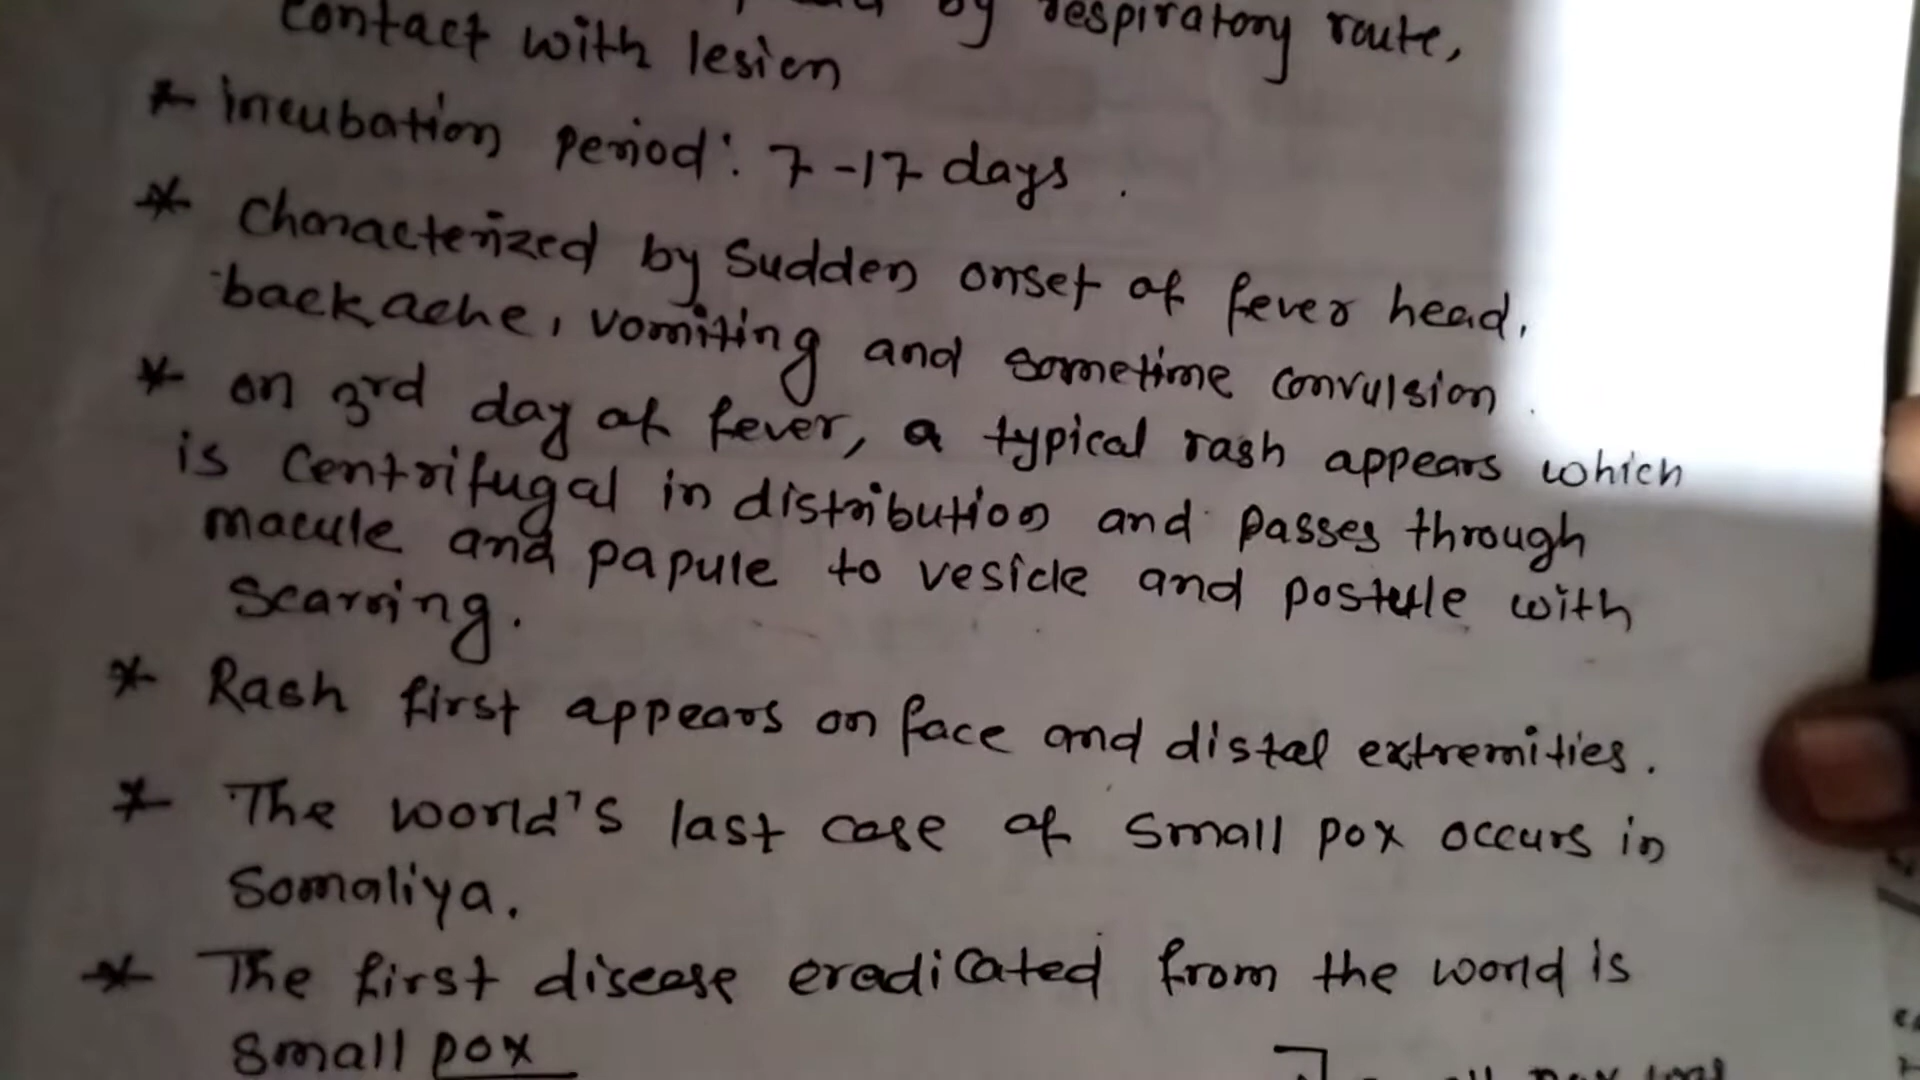 by respiratory route,
contact with lesion
* incubation period: 7-17 days.
* Characterized by Sudden onset of fever head,
backache, vomiting and sometime convulsion.
* on 3rd day of fever, a typical rash appears which
is centrifugal in distribution and passes through
macule and papule to vesicle and postule with
scarring.
* Rash first appears on face and distal extremities.
* The world's last case of small pox occurs in
Somaliya.
* The first disease eradicated from the world is
small pox